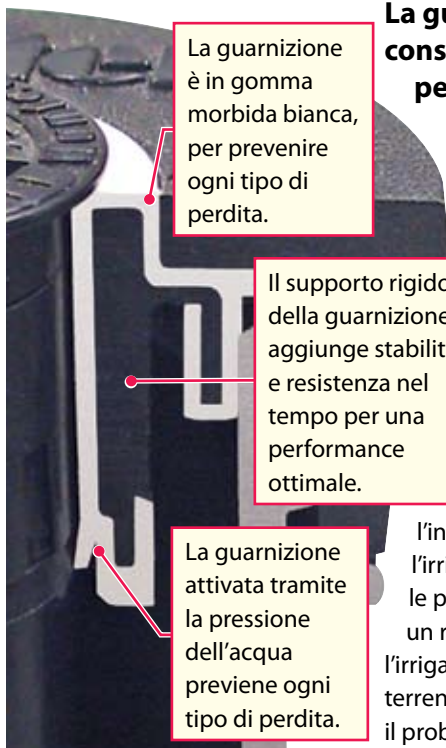 La gu
cons
pe
La guarnizione
è in gomma
morbida bianca,
per prevenire
ogni tipo di
perdita.
Il supporto rigido
della guarnizione
aggiunge stabilit
e resistenza nel
tempo per una
performance
ottimale.
La guarnizione
attivata tramite
la pressione
dell’acqua
previene ogni
tipo di perdita.
l’in
l’irri
le p
un r
l’irriga
terren
il prob